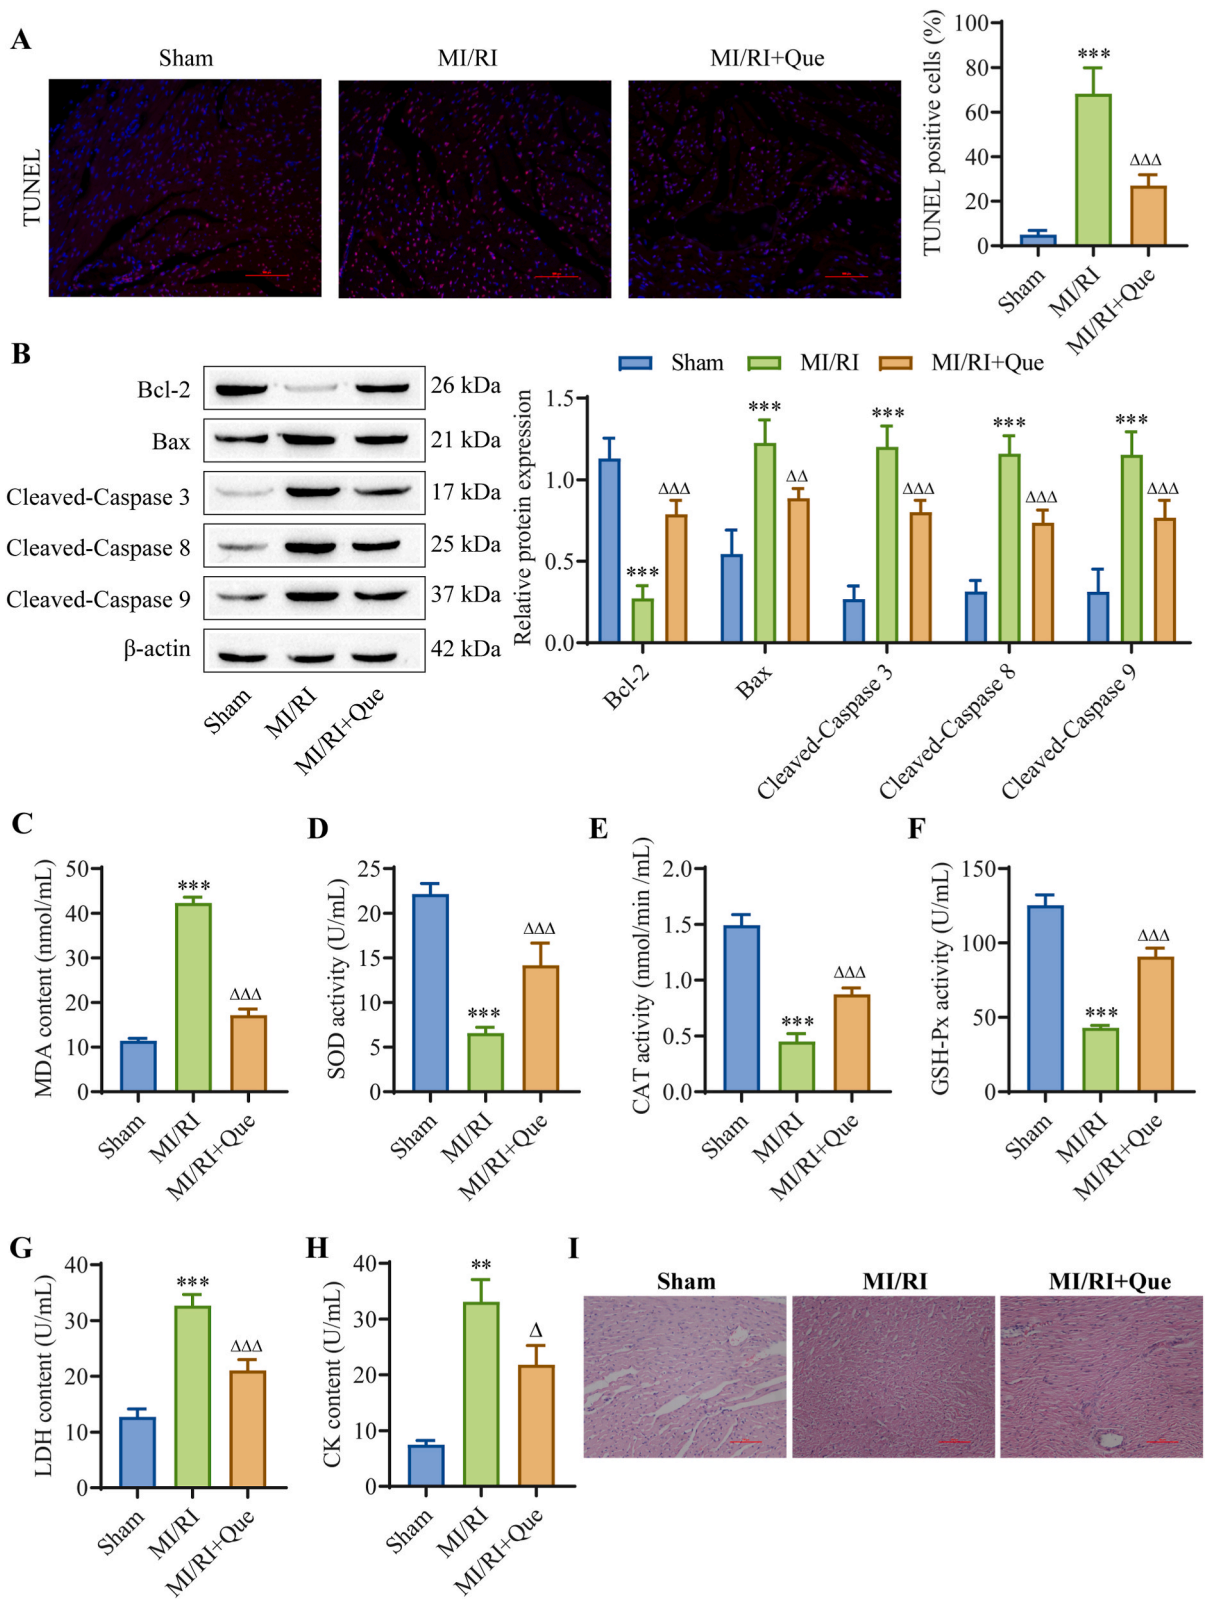 A
Sham
MI/RI
MI/RI+Que
TUNEL
TUNEL positive cells (%)
100
80
60
40
20
0
***
ΔΔΔ
Sham
MI/RI
MI/RI+Que
B
Bcl-2
26 kDa
Bax
21 kDa
Cleaved-Caspase 3
17 kDa
Cleaved-Caspase 8
25 kDa
Cleaved-Caspase 9
37 kDa
β-actin
42 kDa
Sham
MI/RI
MI/RI+Que
Sham
MI/RI
MI/RI+Que
Relative protein expression
1.5
1.0
0.5
0.0
***
ΔΔΔ
***
ΔΔ
***
ΔΔΔ
***
ΔΔΔ
***
ΔΔΔ
Bcl-2
Bax
Cleaved-Caspase 3
Cleaved-Caspase 8
Cleaved-Caspase 9
C
MDA content (nmol/mL)
50
40
30
20
10
0
***
ΔΔΔ
Sham
MI/RI
MI/RI+Que
D
SOD activity (U/mL)
25
20
15
10
5
0
***
ΔΔΔ
Sham
MI/RI
MI/RI+Que
E
CAT activity (nmol/min /mL)
2.0
1.5
1.0
0.5
0.0
***
ΔΔΔ
Sham
MI/RI
MI/RI+Que
F
GSH-Px activity (U/mL)
150
100
50
0
***
ΔΔΔ
Sham
MI/RI
MI/RI+Que
G
LDH content (U/mL)
40
30
20
10
0
***
ΔΔΔ
Sham
MI/RI
MI/RI+Que
H
CK content (U/mL)
40
30
20
10
0
**
Δ
Sham
MI/RI
MI/RI+Que
I
Sham
MI/RI
MI/RI+Que